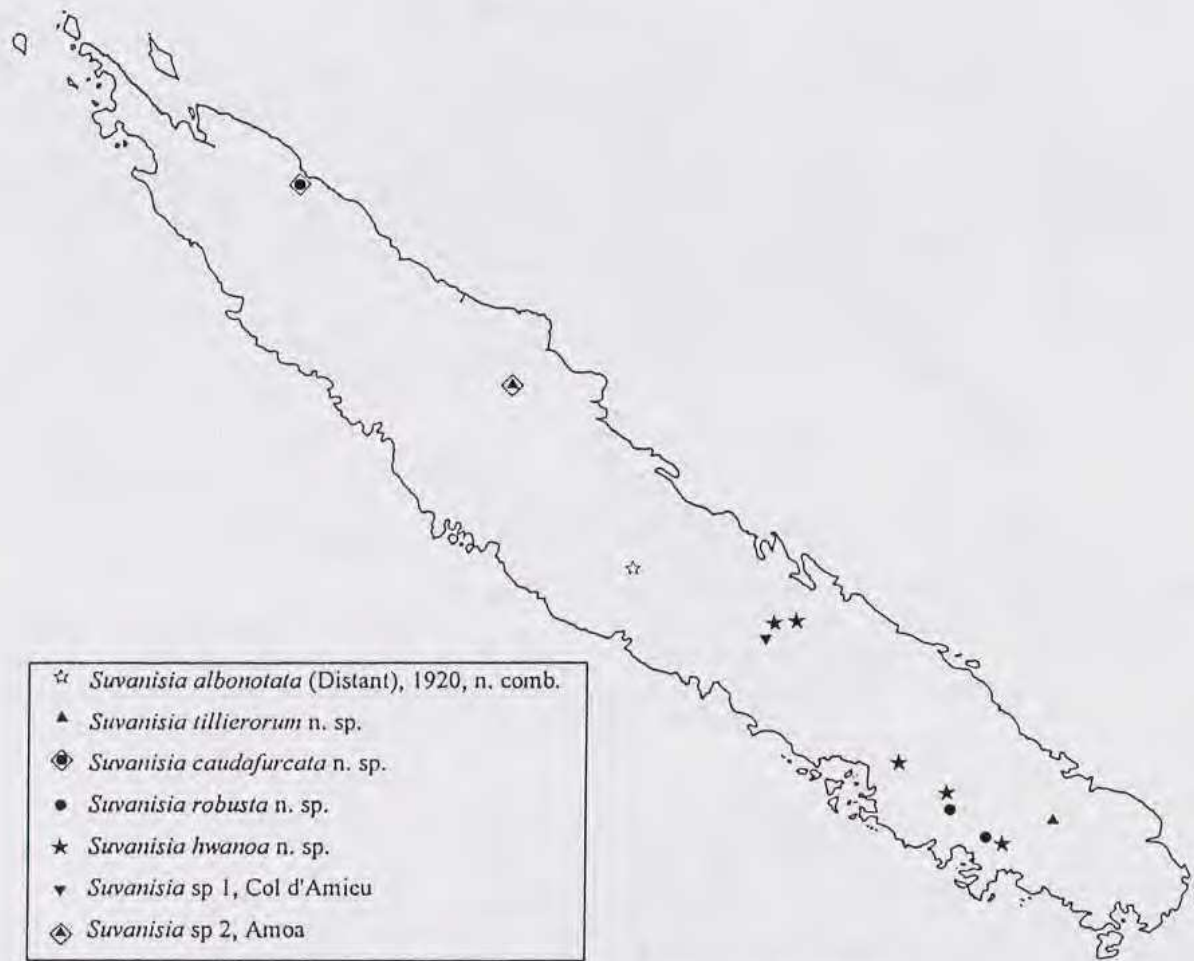 Suvanisia albonotata (Distant), 1920, n. comb.
Suvanisia tillierorum n. sp.
Suvanisia caudafurcata n. sp.
Suvanisia robusta n. sp.
Suvanisia hwanoa n. sp.
Suvanisia sp 1, Col d'Amieu
Suvanisia sp 2, Amoa